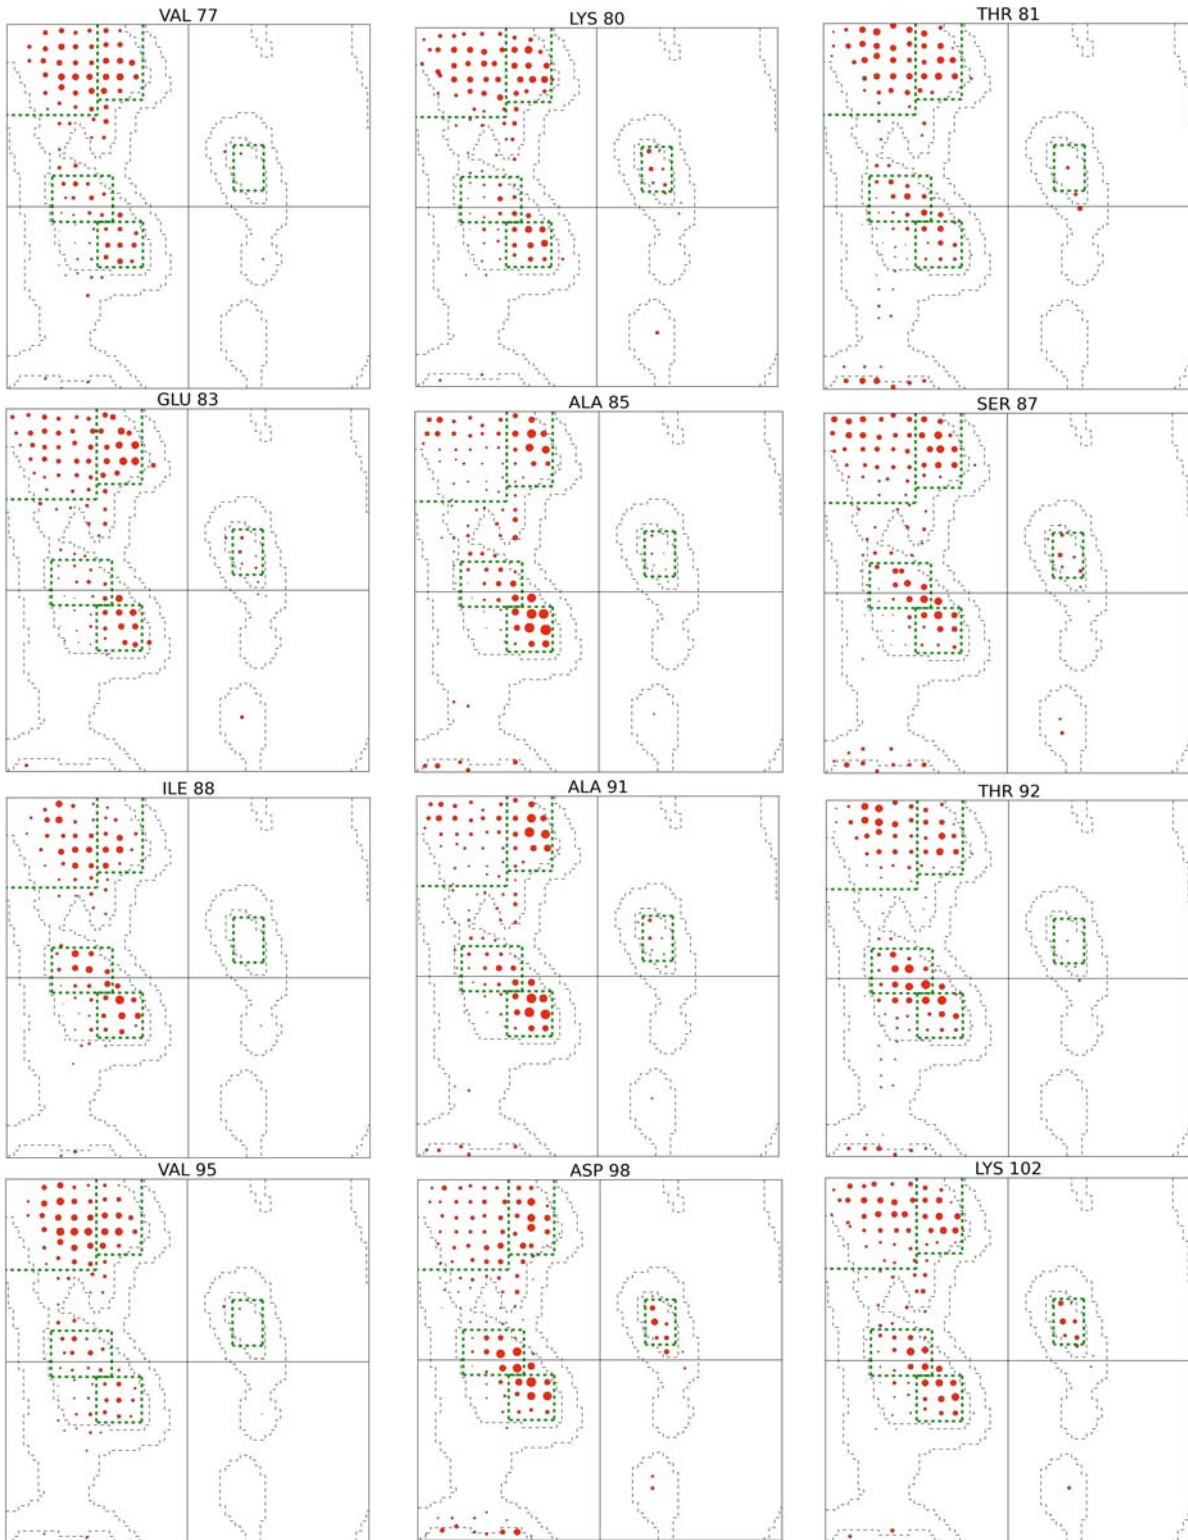 VAL 77
LYS 80
THR 81
GLU 83
ALA 85
SER 87
ILE 88
ALA 91
THR 92
VAL 95
ASP 98
LYS 102